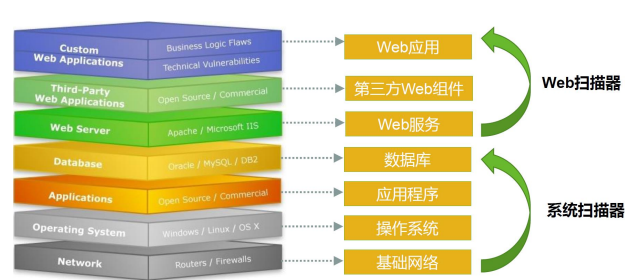 Custom
Web Applications
Business Logic Flaws
Technical Vulnerabilities
Web应用
Third-Party
Web Applications
Open Source / Commercial
第三方Web组件
Web扫描器
Web Server
Apache / Microsoft IIS
Web服务
Database
Oracle / MySQL / DB2
数据库
Applications
Open Source / Commercial
应用程序
系统扫描器
Operating System
Windows / Linux / OS X
操作系统
Network
Routers / Firewalls
基础网络